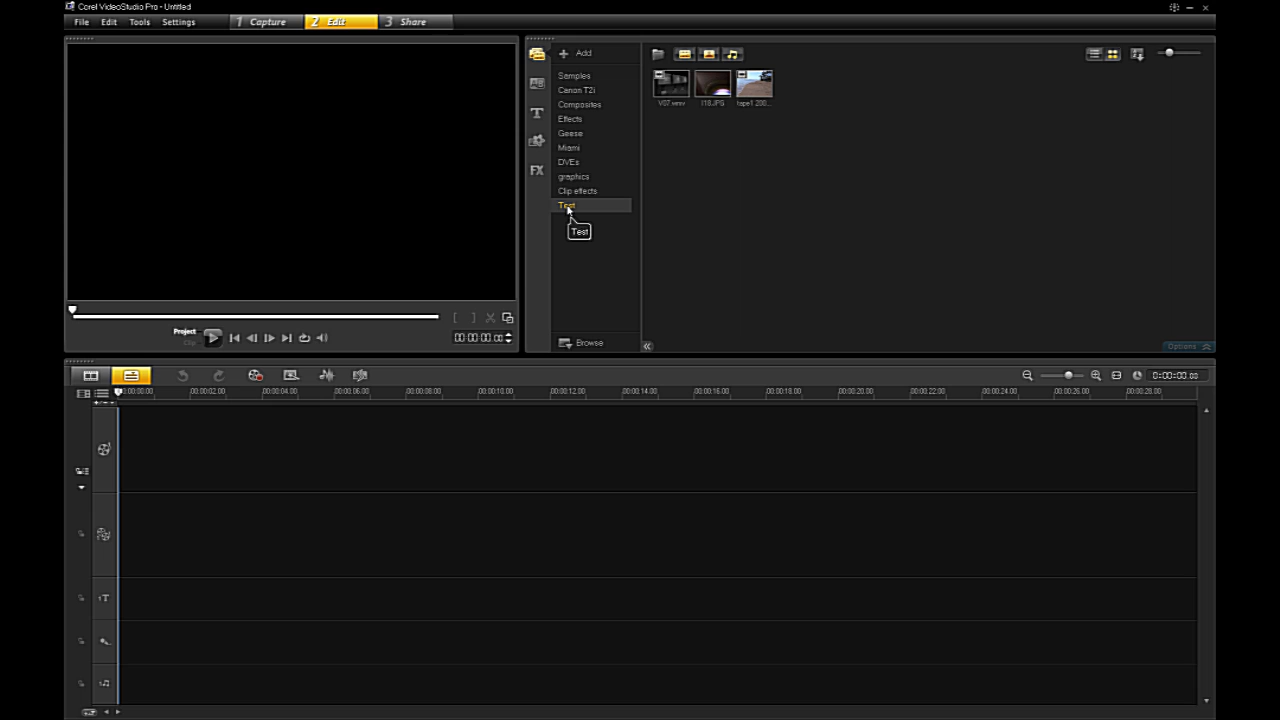 Corel VideoStudio Pro - Untitled
File Edit Tools Settings 1 Capture 2 Edit 3 Share
Add
Samples
Canon T2i
Composites
Effects
Geese
Miami
DVEs
graphics
Clip effects
Test
Test
Browse
V07.wmv I18.JPG tape1 200...
Options
FX
Project
Clip
00:00:00.00
0:00:00.00
00:00:02.00 00:00:04.00 00:00:06.00 00:00:08.00 00:00:10.00 00:00:12.00 00:00:14.00 00:00:16.00 00:00:18.00 00:00:20.00 00:00:22.00 00:00:24.00 00:00:26.00 00:00:28.00